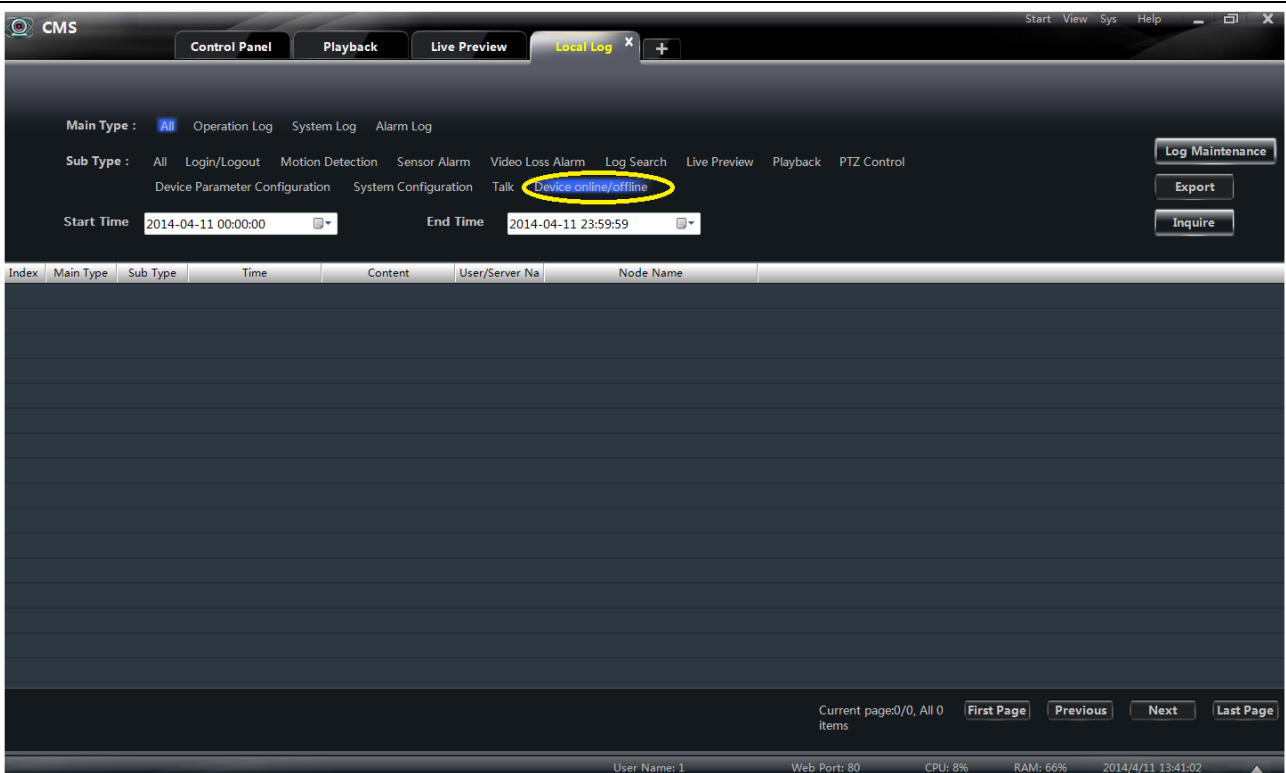 CMS
Start View Sys Help
Control Panel Playback Live Preview Local Log X +
Main Type : All Operation Log System Log Alarm Log
Sub Type : All Login/Logout Motion Detection Sensor Alarm Video Loss Alarm Log Search Live Preview Playback PTZ Control
Device Parameter Configuration System Configuration Talk Device online/offline
Log Maintenance
Export
Start Time 2014-04-11 00:00:00 End Time 2014-04-11 23:59:59
Inquire
Index Main Type Sub Type Time Content User/Server Na Node Name
Current page:0/0, All 0
items
First Page Previous Next Last Page
User Name: 1 Web Port: 80 CPU: 8% RAM: 66% 2014/4/11 13:41:02